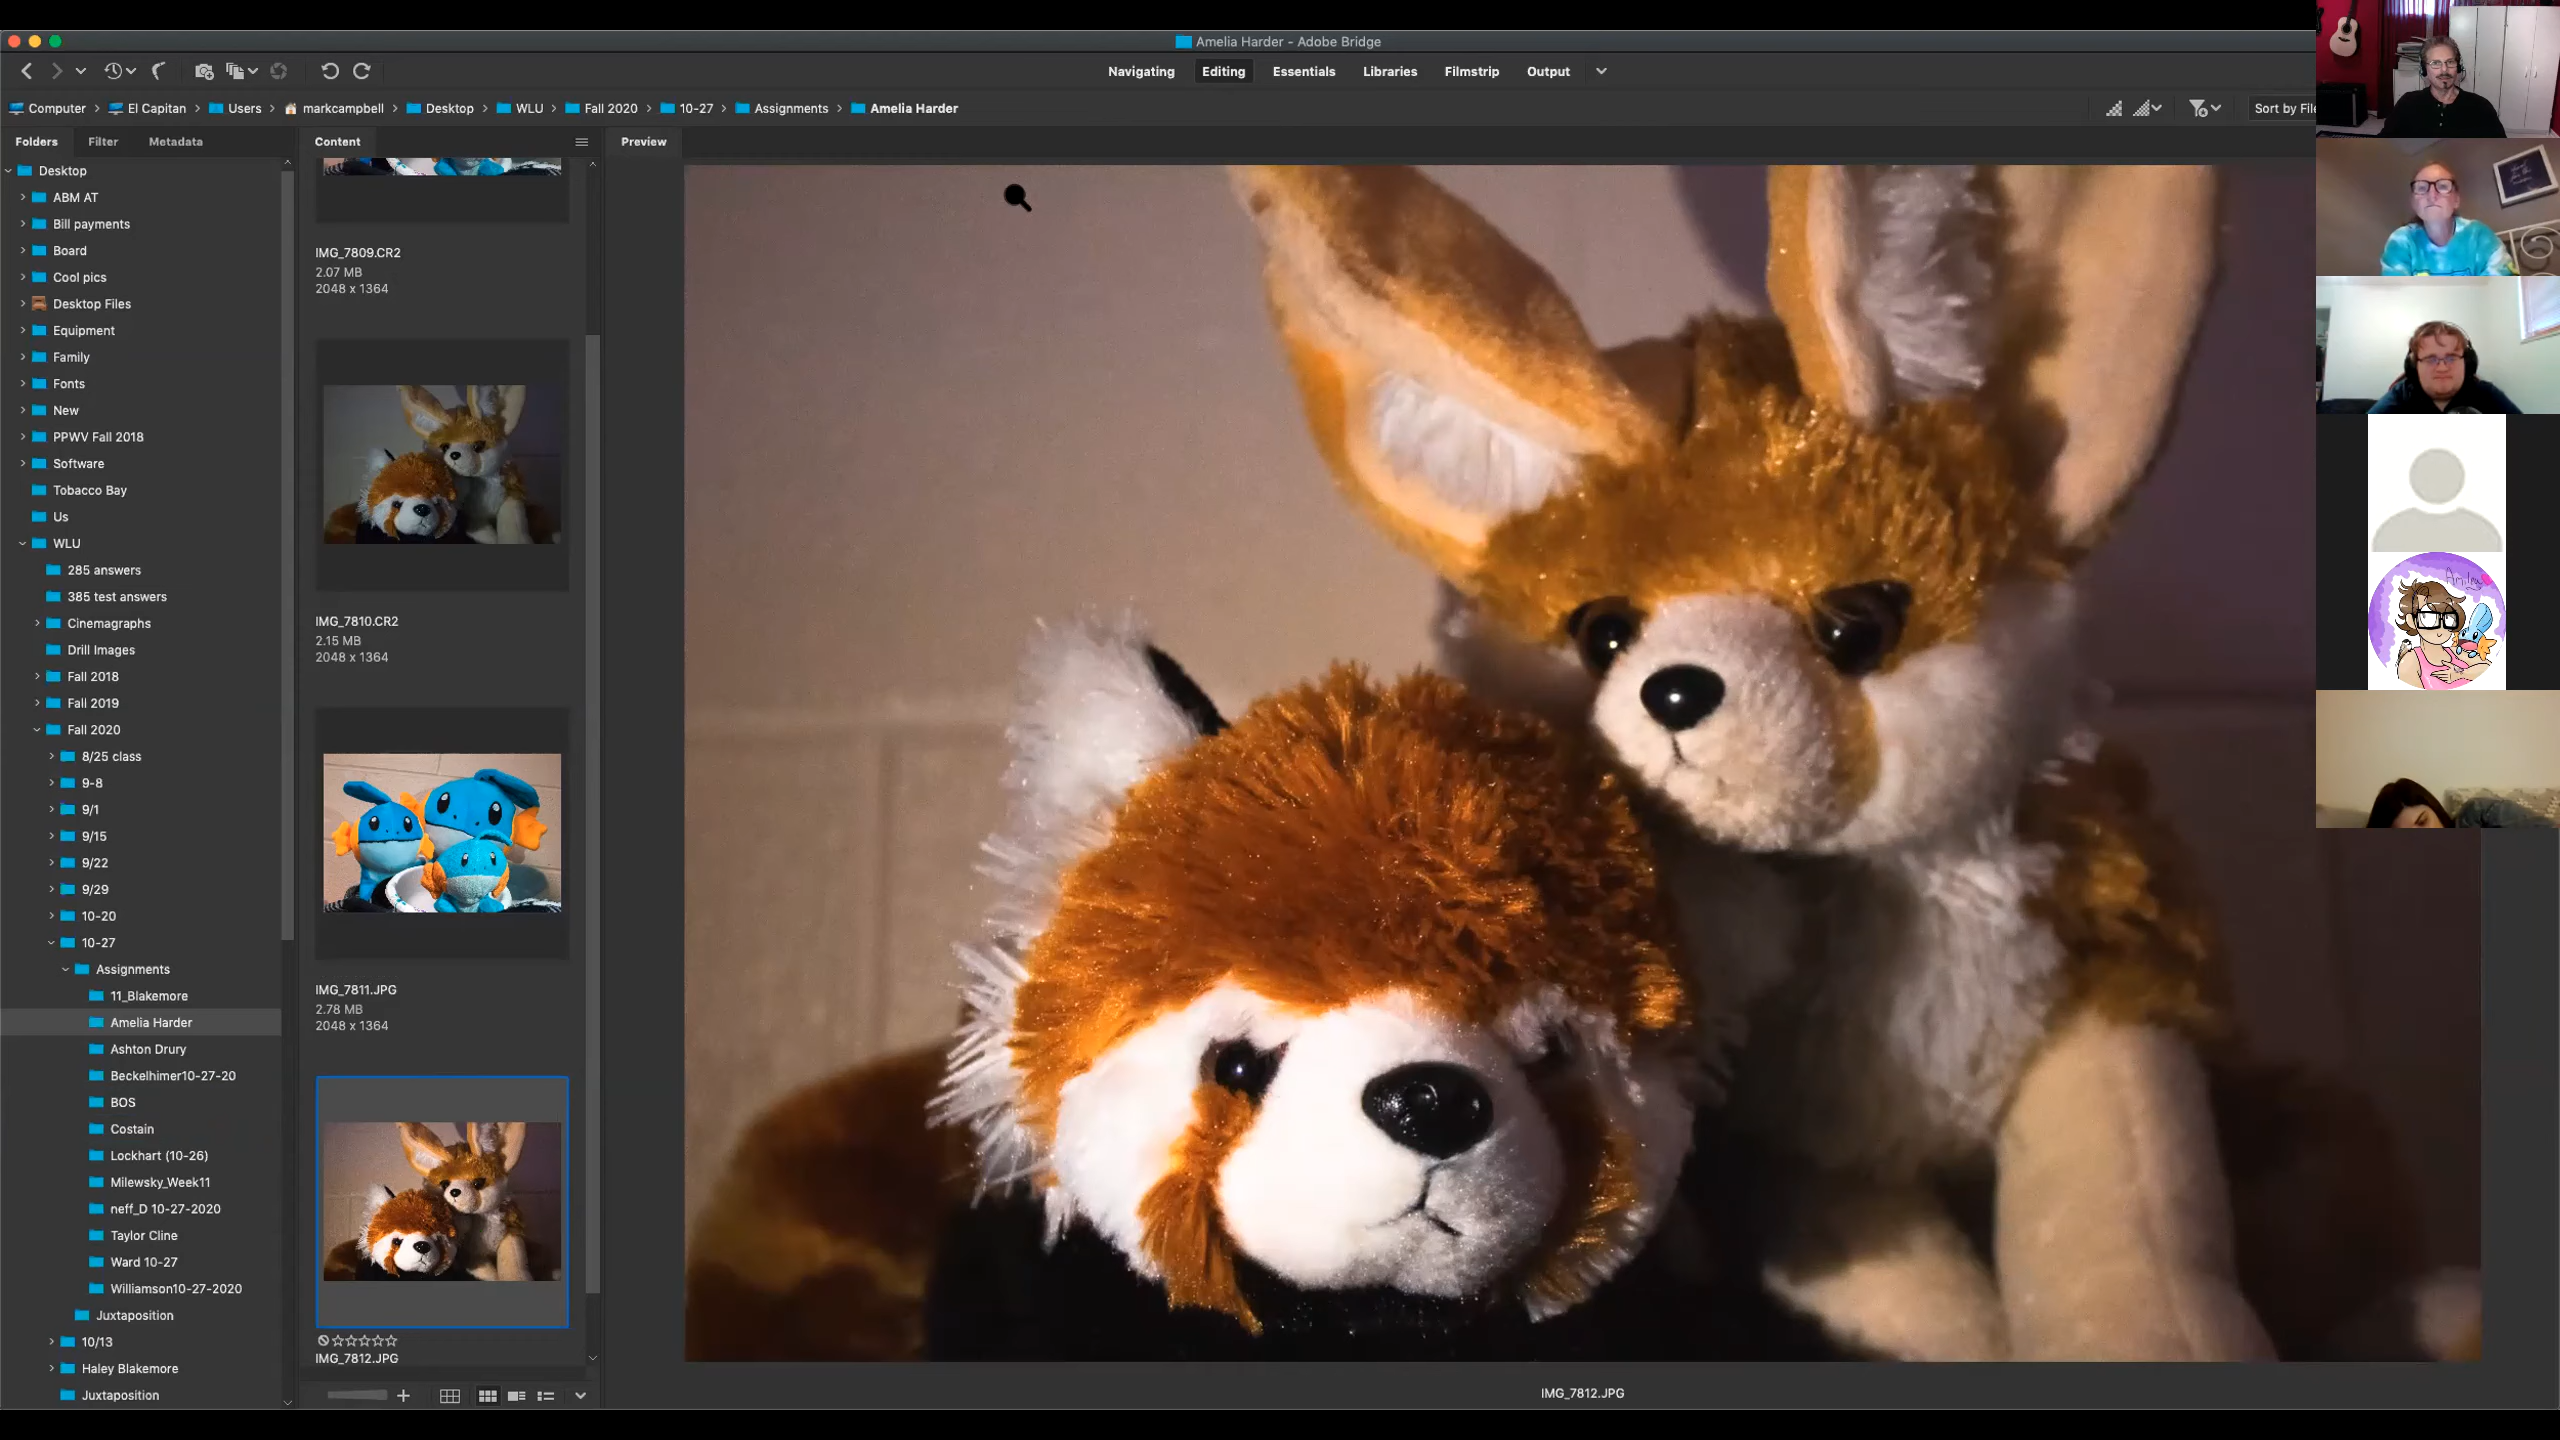 Amelia Harder - Adobe Bridge
Navigating
Editing
Essentials
Libraries
Filmstrip
Output
Computer
El Capitan
Users
markcampbell
Desktop
WLU
Fall 2020
10-27
Assignments
Amelia Harder
Sort by File
Folders
Filter
Metadata
Desktop
ABM AT
Bill payments
Board
Cool pics
Desktop Files
Equipment
Family
Fonts
New
PPWV Fall 2018
Software
Tobacco Bay
Us
WLU
285 answers
385 test answers
Cinemagraphs
Drill Images
Fall 2018
Fall 2019
Fall 2020
8/25 class
9-8
9/1
9/15
9/22
9/29
10-20
10-27
Assignments
11_Blakemore
Amelia Harder
Ashton Drury
Beckelhimer10-27-20
BOS
Costain
Lockhart (10-26)
Milewsky_Week11
neff_D 10-27-2020
Taylor Cline
Ward 10-27
Williamson10-27-2020
Juxtaposition
10/13
Haley Blakemore
Juxtaposition
Content
IMG_7809.CR2
2.07 MB
2048 x 1364
IMG_7810.CR2
2.15 MB
2048 x 1364
IMG_7811.JPG
2.78 MB
2048 x 1364
IMG_7812.JPG
Preview
IMG_7812.JPG